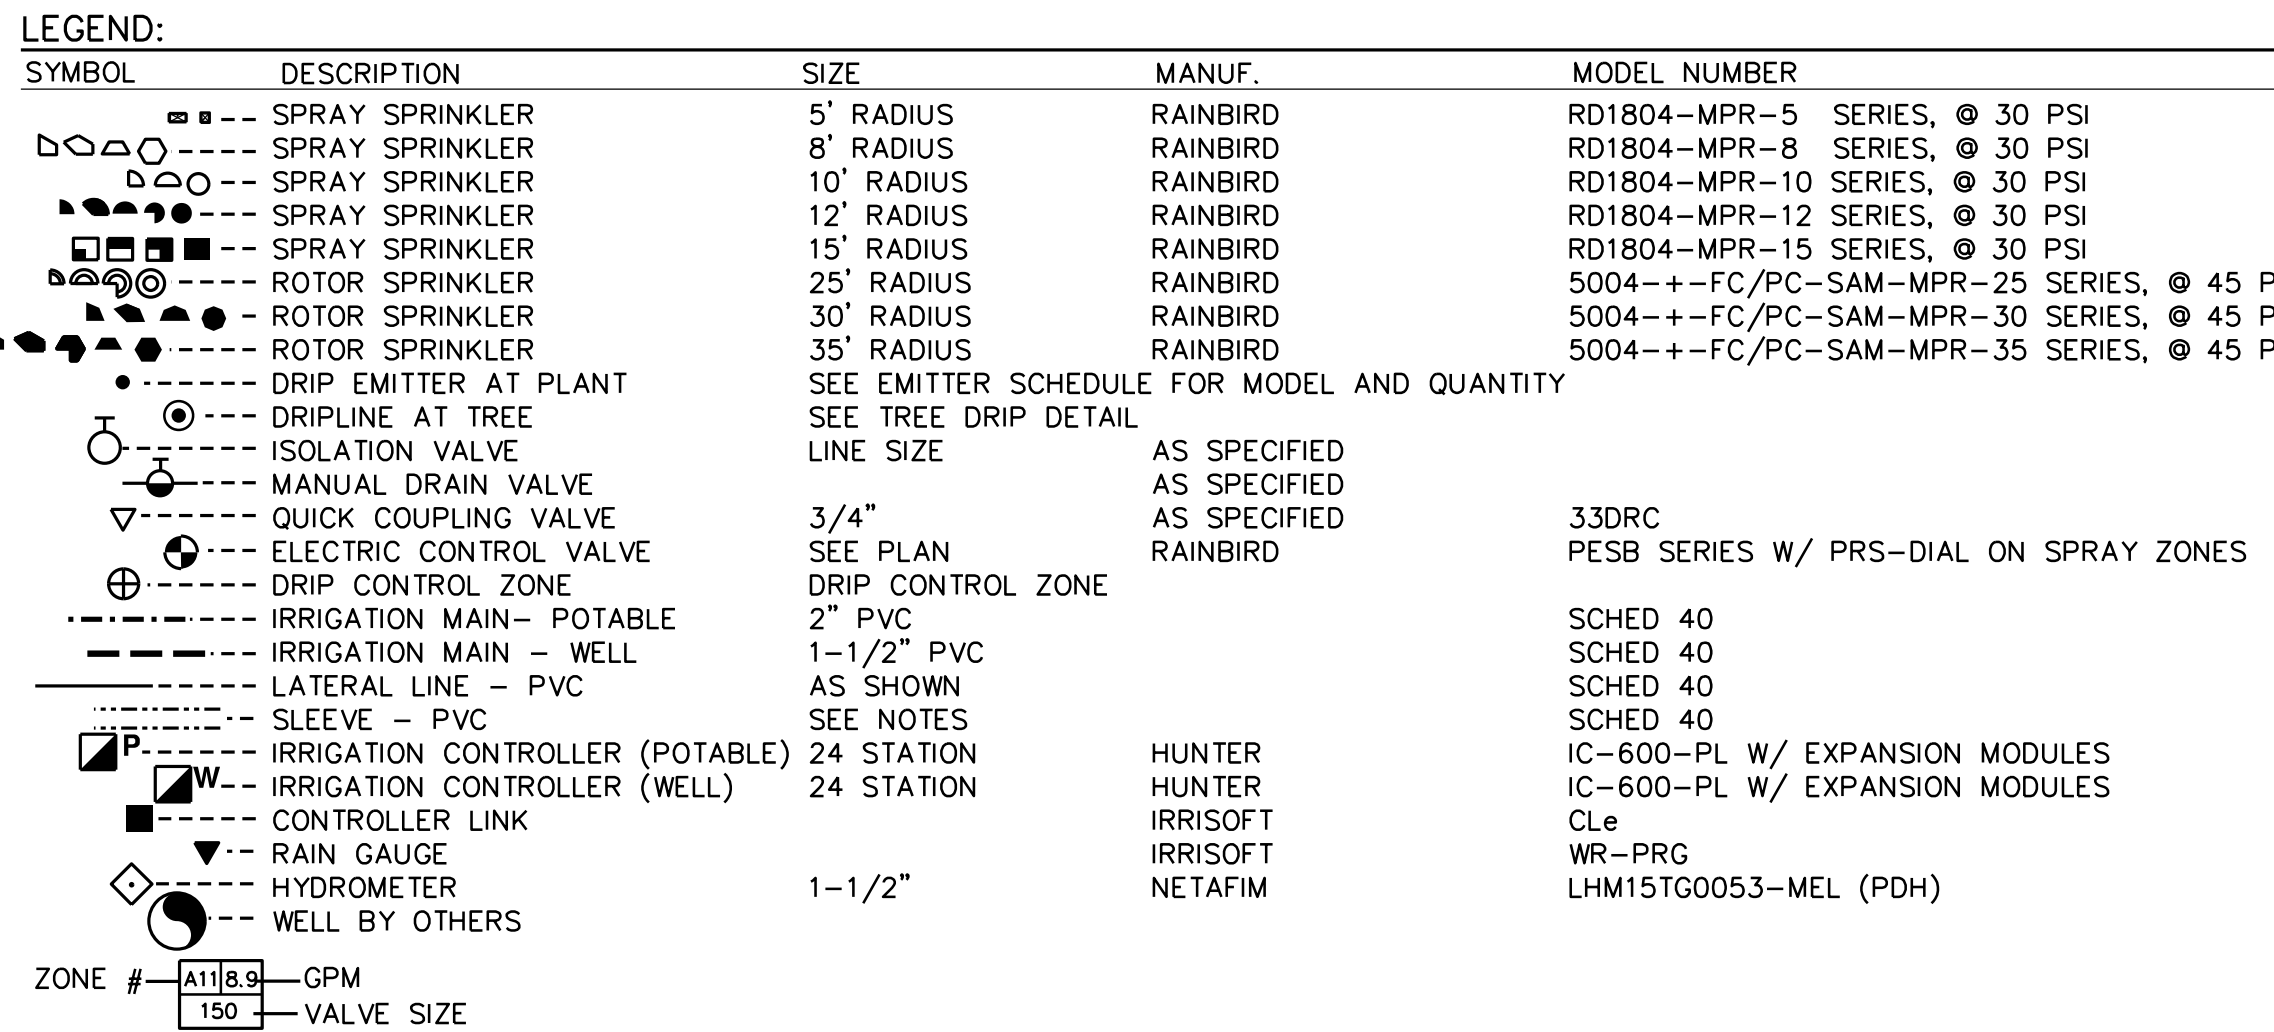 LEGEND:
SYMBOL DESCRIPTION SIZE MANUF. MODEL NUMBER
SPRAY SPRINKLER 5' RADIUS RAINBIRD RD1804-MPR-5 SERIES, @ 30 PSI
SPRAY SPRINKLER 8' RADIUS RAINBIRD RD1804-MPR-8 SERIES, @ 30 PSI
SPRAY SPRINKLER 10' RADIUS RAINBIRD RD1804-MPR-10 SERIES, @ 30 PSI
SPRAY SPRINKLER 12' RADIUS RAINBIRD RD1804-MPR-12 SERIES, @ 30 PSI
SPRAY SPRINKLER 15' RADIUS RAINBIRD RD1804-MPR-15 SERIES, @ 30 PSI
ROTOR SPRINKLER 25' RADIUS RAINBIRD 5004-+-FC/PC-SAM-MPR-25 SERIES, @ 45 P
ROTOR SPRINKLER 30' RADIUS RAINBIRD 5004-+-FC/PC-SAM-MPR-30 SERIES, @ 45 P
ROTOR SPRINKLER 35' RADIUS RAINBIRD 5004-+-FC/PC-SAM-MPR-35 SERIES, @ 45 P
DRIP EMITTER AT PLANT SEE EMITTER SCHEDULE FOR MODEL AND QUANTITY
DRIPLINE AT TREE SEE TREE DRIP DETAIL
ISOLATION VALVE LINE SIZE AS SPECIFIED
MANUAL DRAIN VALVE AS SPECIFIED
QUICK COUPLING VALVE 3/4" AS SPECIFIED 33DRC
ELECTRIC CONTROL VALVE SEE PLAN RAINBIRD PESB SERIES W/ PRS-DIAL ON SPRAY ZONES
DRIP CONTROL ZONE DRIP CONTROL ZONE
IRRIGATION MAIN- POTABLE 2" PVC SCHED 40
IRRIGATION MAIN - WELL 1-1/2" PVC SCHED 40
LATERAL LINE - PVC AS SHOWN SCHED 40
SLEEVE - PVC SEE NOTES SCHED 40
P IRRIGATION CONTROLLER (POTABLE) 24 STATION HUNTER IC-600-PL W/ EXPANSION MODULES
W IRRIGATION CONTROLLER (WELL) 24 STATION HUNTER IC-600-PL W/ EXPANSION MODULES
CONTROLLER LINK IRRISOFT CLe
RAIN GAUGE IRRISOFT WR-PRG
HYDROMETER 1-1/2" NETAFIM LHM15TG0053-MEL (PDH)
WELL BY OTHERS
ZONE # A11 8.9 GPM
150 VALVE SIZE